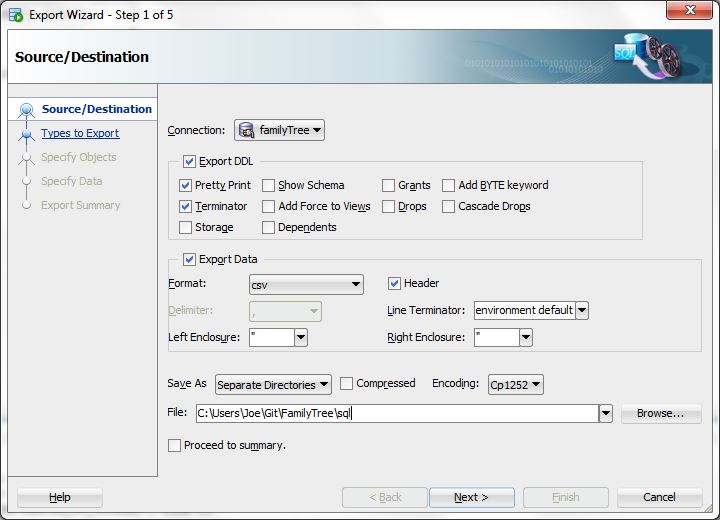 Export Wizard - Step 1 of 5
Source/Destination
SQL
Source/Destination
Types to Export
Specify Objects
Specify Data
Export Summary
Connection: familyTree
Export DDL
Pretty Print Show Schema Grants Add BYTE keyword
Terminator Add Force to Views Drops Cascade Drops
Storage Dependents
Export Data
Format: csv Header
Delimiter: , Line Terminator: environment default
Left Enclosure: " Right Enclosure: "
Save As Separate Directories Compressed Encoding: Cp1252
File: C:\Users\Joe\Git\FamilyTree\sql Browse...
Proceed to summary.
Help < Back Next > Finish Cancel